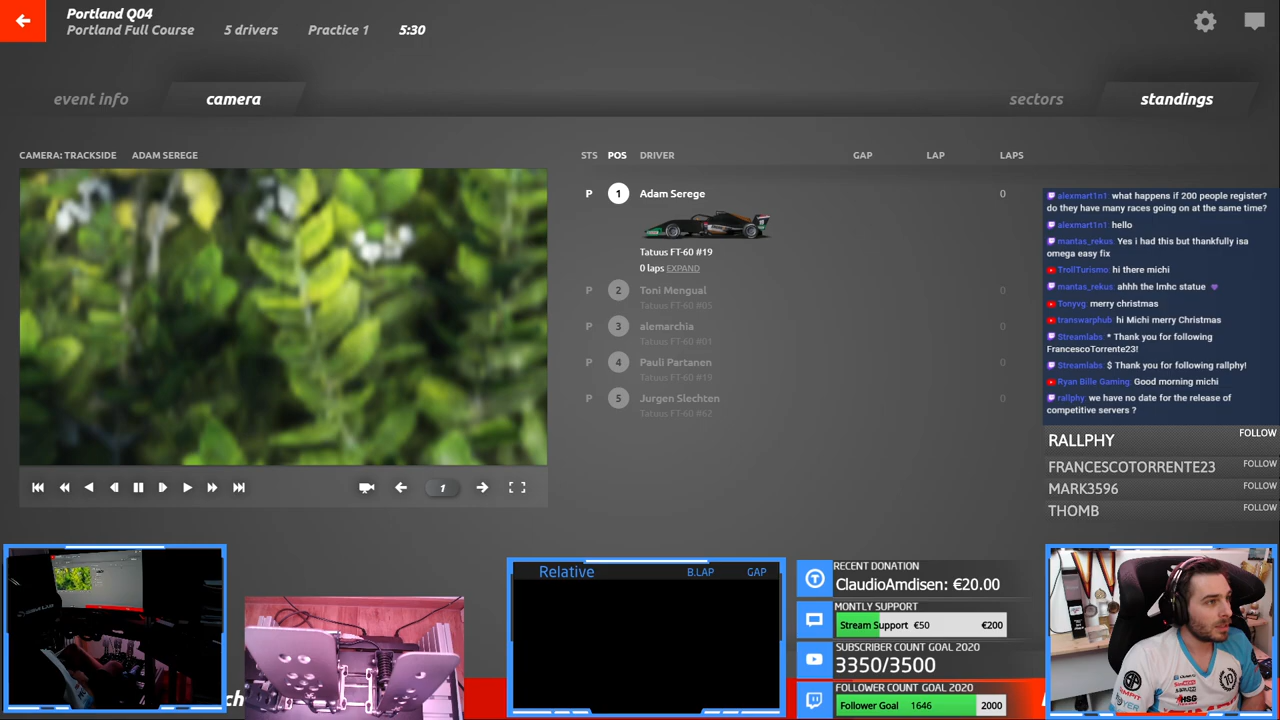 Portland Q04
Portland Full Course 5 drivers Practice 1 5:30
event info camera sectors standings
CAMERA: TRACKSIDE ADAM SEREGE
STS POS DRIVER GAP LAP LAPS
P 1 Adam Serege 0
Tatuus FT-60 #19
0 laps EXPAND
P 2 Toni Mengual 0
Tatuus FT-60 #05
P 3 alemarchia 0
Tatuus FT-60 #01
P 4 Pauli Partanen 0
Tatuus FT-60 #19
P 5 Jurgen Slechten 0
Tatuus FT-60 #62
1
alexmart1n1: what happens if 200 people register?
do they have many races going on at the same time?
alexmart1n1: hello
mantas_rekus: Yes i had this but thankfully isa
omega easy fix
TrollTurismo: hi there michi
mantas_rekus: ahhh the lmhc statue
Tonyvg: merry christmas
transwarphub: hi Michi merry Christmas
Streamlabs: * Thank you for following
FrancescoTorrente23!
Streamlabs: $ Thank you for following rallphy!
Ryan Bille Gaming: Good morning michi
rallphy: we have no date for the release of
competitive servers ?
RALLPHY FOLLOW
FRANCESCOTORRENTE23 FOLLOW
MARK3596 FOLLOW
THOMB FOLLOW
Relative B.LAP GAP
RECENT DONATION
ClaudioAmdisen: €20.00
MONTLY SUPPORT
Stream Support €50 €200
SUBSCRIBER COUNT GOAL 2020
3350/3500
FOLLOWER COUNT GOAL 2020
Follower Goal 1646 2000
ch
HSG
10